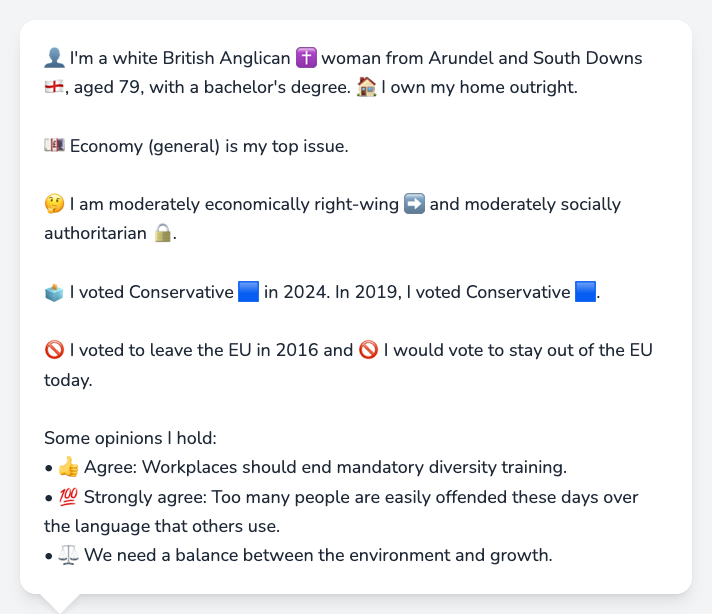 👤 I'm a white British Anglican ✝️ woman from Arundel and South Downs
🏴󠁧󠁢󠁥󠁮󠁧󠁿, aged 79, with a bachelor's degree. 🏠 I own my home outright.
💷 Economy (general) is my top issue.
🤔 I am moderately economically right-wing ➡️ and moderately socially
authoritarian 🔒.
🗳️ I voted Conservative 🟦 in 2024. In 2019, I voted Conservative 🟦.
🚫 I voted to leave the EU in 2016 and 🚫 I would vote to stay out of the EU
today.
Some opinions I hold:
• 👍 Agree: Workplaces should end mandatory diversity training.
• 💯 Strongly agree: Too many people are easily offended these days over
the language that others use.
• ⚖️ We need a balance between the environment and growth.